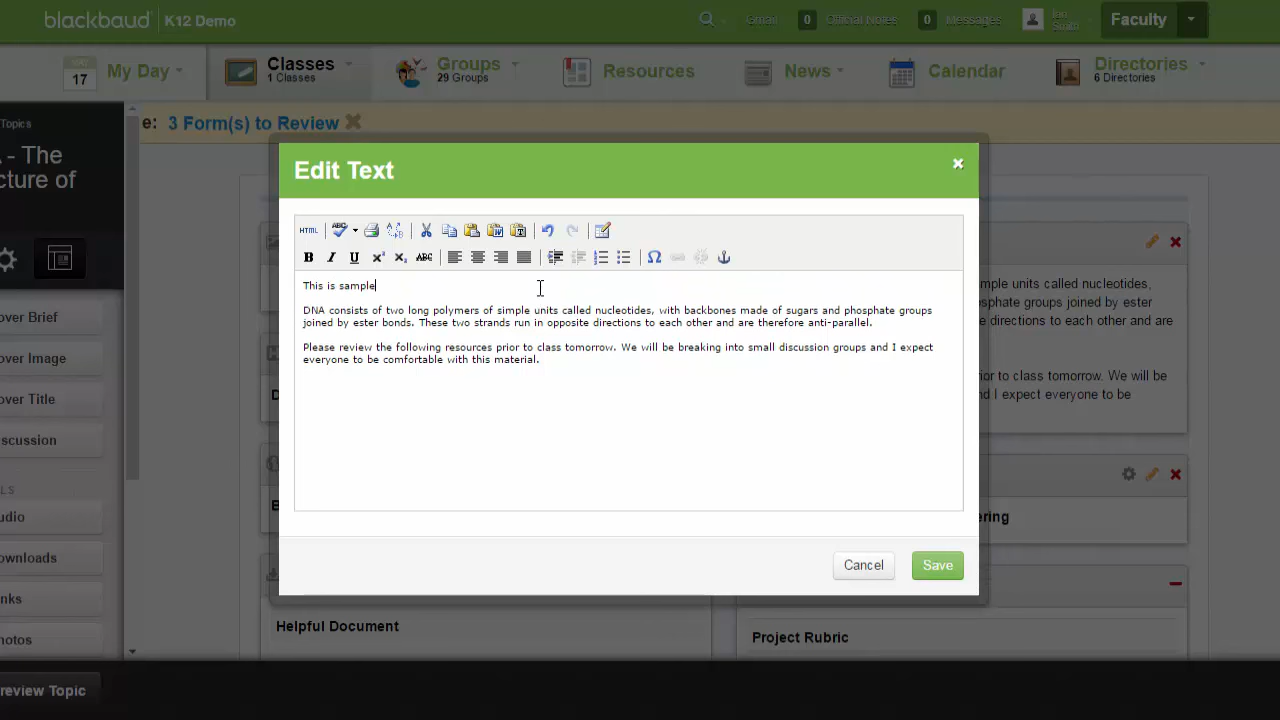 blackbaud K12 Demo
Gmail 0 Official Notes 0 Messages Ian Smith Faculty
17 My Day Classes 1 Classes Groups 29 Groups Resources News Calendar Directories 6 Directories
Topics
e: 3 Form(s) to Review
- The
cture of
Edit Text
HTML ABC
B I U X² X₂ ABC
This is sample
DNA consists of two long polymers of simple units called nucleotides, with backbones made of sugars and phosphate groups
joined by ester bonds. These two strands run in opposite directions to each other and are therefore anti-parallel.
Please review the following resources prior to class tomorrow. We will be breaking into small discussion groups and I expect
everyone to be comfortable with this material.
Cancel Save
mple units called nucleotides,
sphate groups joined by ester
e directions to each other and are
ior to class tomorrow. We will be
nd I expect everyone to be
ering
over Brief
over Image
over Title
scussion
LS
udio
ownloads
nks
hotos
Helpful Document
Project Rubric
review Topic